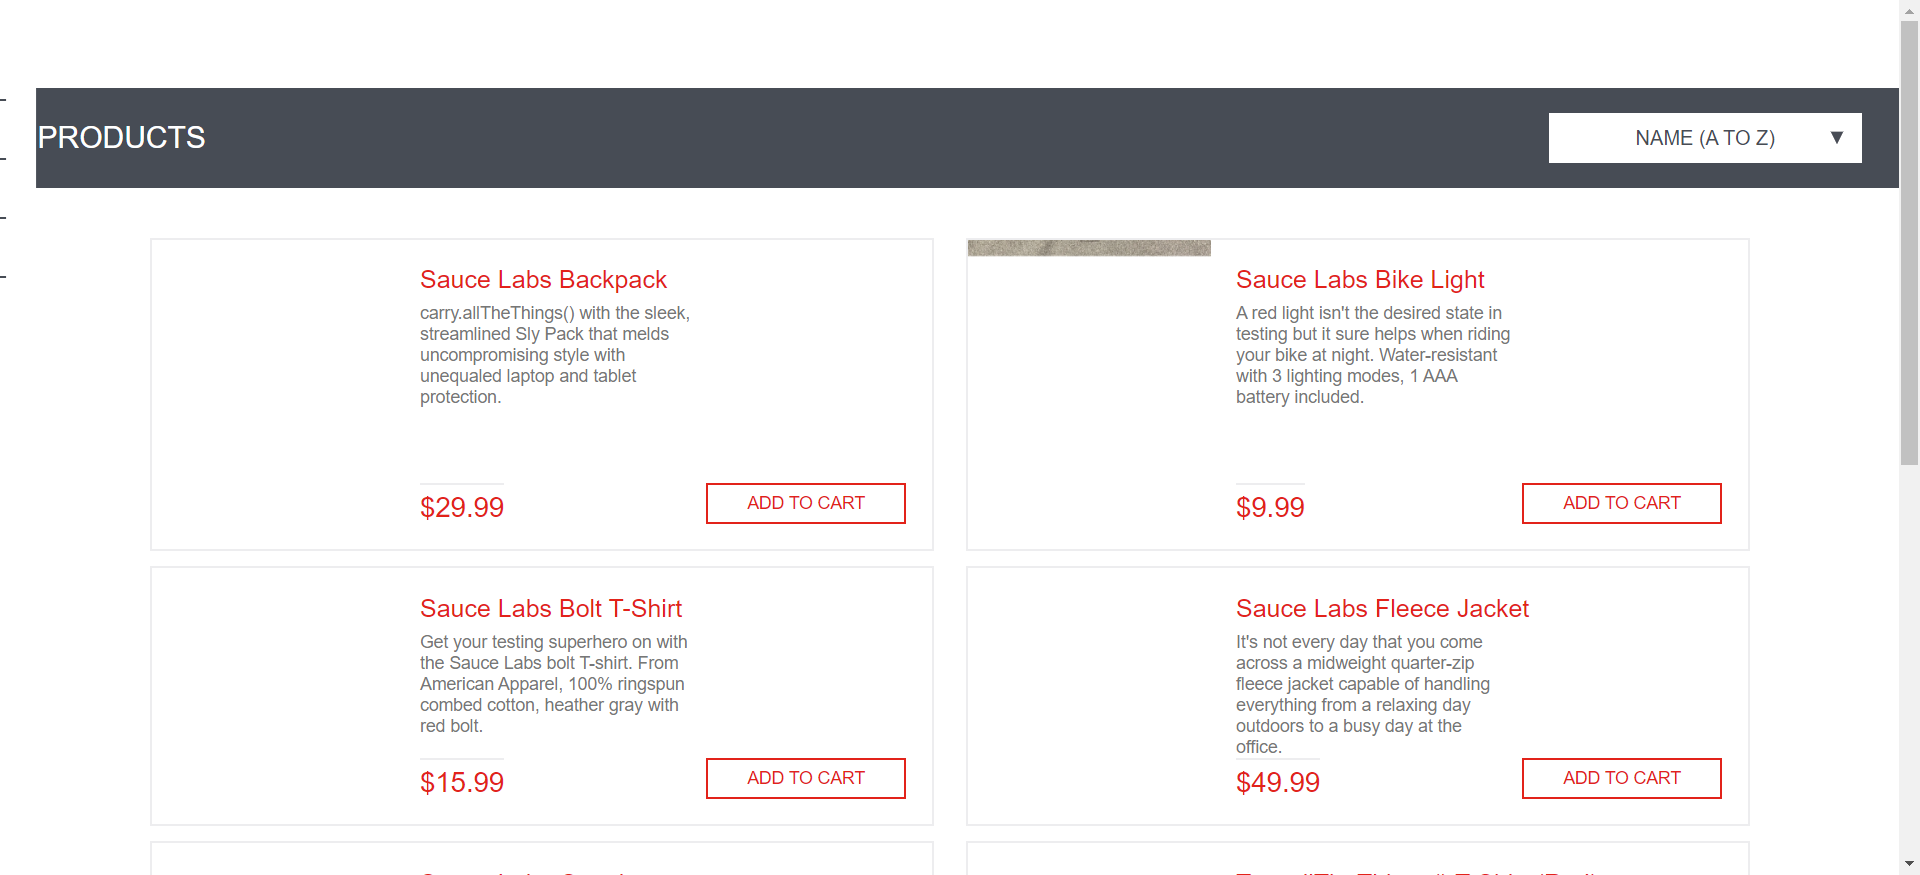 PRODUCTS
NAME (A TO Z)
Sauce Labs Backpack
carry.allTheThings() with the sleek,
streamlined Sly Pack that melds
uncompromising style with
unequaled laptop and tablet
protection.
$29.99
ADD TO CART
Sauce Labs Bike Light
A red light isn't the desired state in
testing but it sure helps when riding
your bike at night. Water-resistant
with 3 lighting modes, 1 AAA
battery included.
$9.99
ADD TO CART
Sauce Labs Bolt T-Shirt
Get your testing superhero on with
the Sauce Labs bolt T-shirt. From
American Apparel, 100% ringspun
combed cotton, heather gray with
red bolt.
$15.99
ADD TO CART
Sauce Labs Fleece Jacket
It's not every day that you come
across a midweight quarter-zip
fleece jacket capable of handling
everything from a relaxing day
outdoors to a busy day at the
office.
$49.99
ADD TO CART